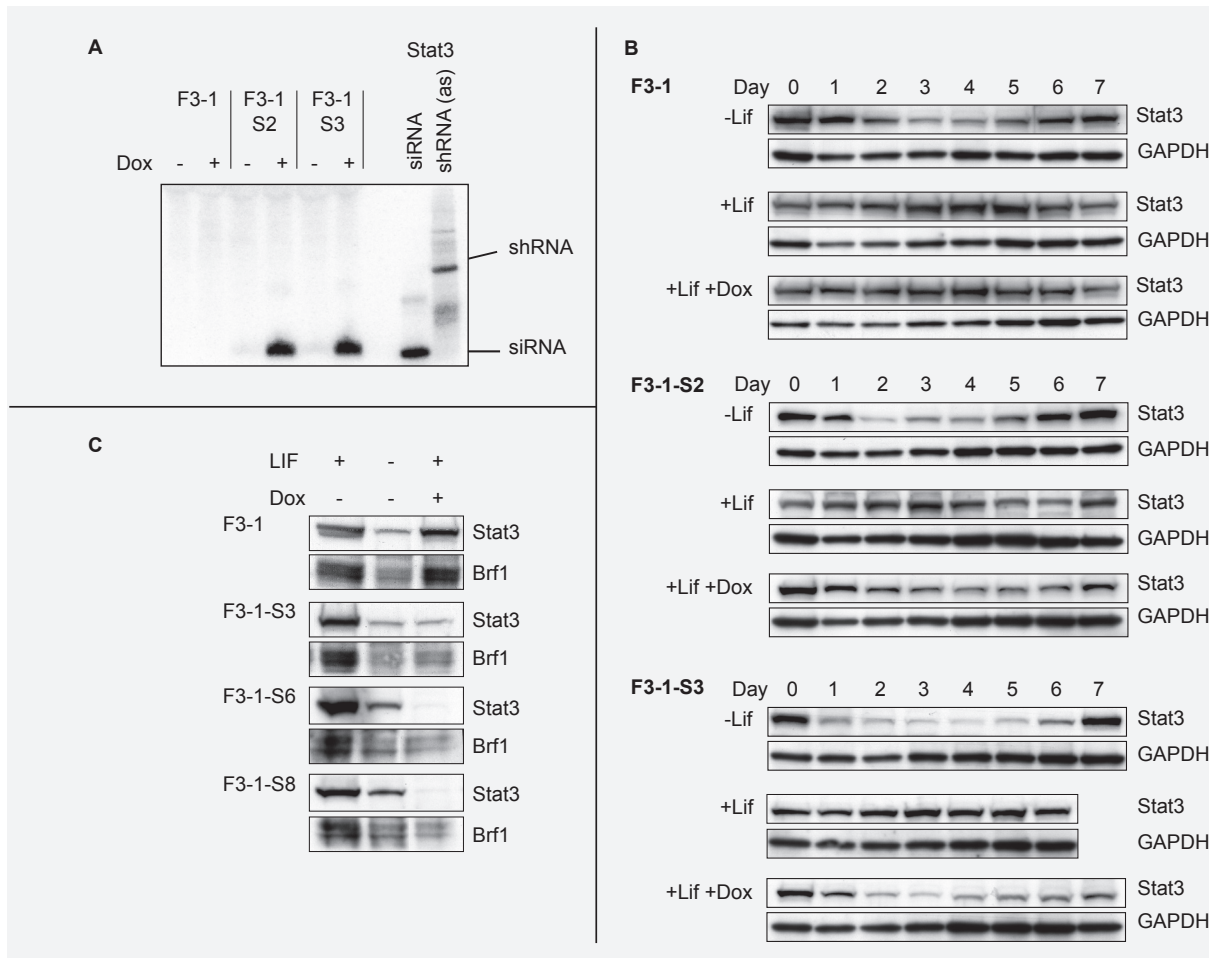 A
Stat3
F3-1 F3-1 F3-1
S2 S3
siRNA
shRNA (as)
Dox - + - + - +
shRNA
siRNA
B
F3-1 Day 0 1 2 3 4 5 6 7
-Lif Stat3
GAPDH
+Lif Stat3
GAPDH
+Lif +Dox Stat3
GAPDH
F3-1-S2 Day 0 1 2 3 4 5 6 7
-Lif Stat3
GAPDH
+Lif Stat3
GAPDH
+Lif +Dox Stat3
GAPDH
F3-1-S3 Day 0 1 2 3 4 5 6 7
-Lif Stat3
GAPDH
+Lif Stat3
GAPDH
+Lif +Dox Stat3
GAPDH
C
LIF + - +
Dox - - +
F3-1 Stat3
Brf1
F3-1-S3 Stat3
Brf1
F3-1-S6 Stat3
Brf1
F3-1-S8 Stat3
Brf1